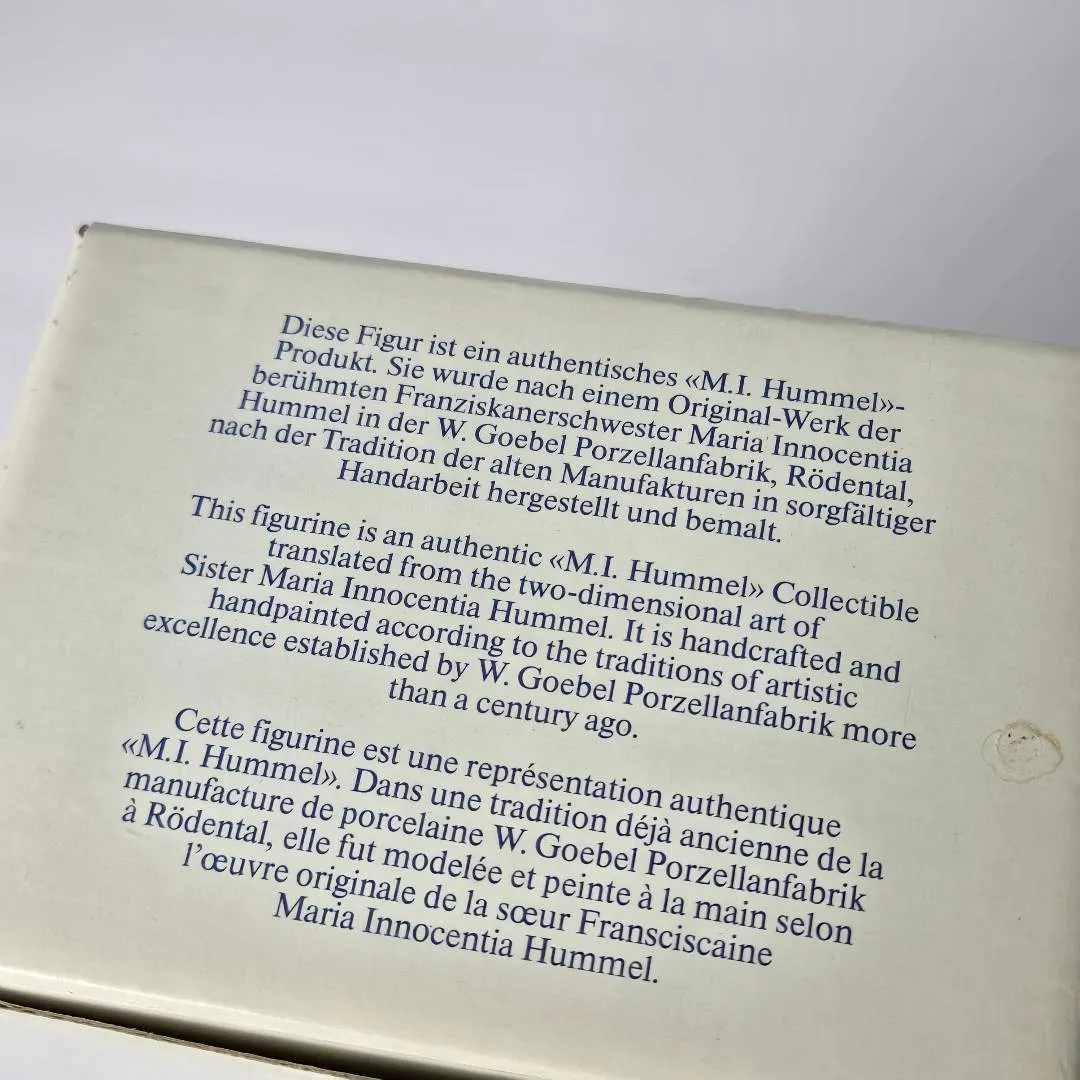 Diese Figur ist ein authentisches «M.I. Hummel»-
Produkt. Sie wurde nach einem Original-Werk der
berühmten Franziskanerschwester Maria Innocentia
Hummel in der W. Goebel Porzellanfabrik, Rödental,
nach der Tradition der alten Manufakturen in sorgfältiger
Handarbeit hergestellt und bemalt.
This figurine is an authentic «M.I. Hummel» Collectible
translated from the two-dimensional art of
Sister Maria Innocentia Hummel. It is handcrafted and
handpainted according to the traditions of artistic
excellence established by W. Goebel Porzellanfabrik more
than a century ago.
Cette figurine est une représentation authentique
«M.I. Hummel». Dans une tradition déjà ancienne de la
manufacture de porcelaine W. Goebel Porzellanfabrik
à Rödental, elle fut modelée et peinte à la main selon
l'œuvre originale de la sœur Fransciscaine
Maria Innocentia Hummel.